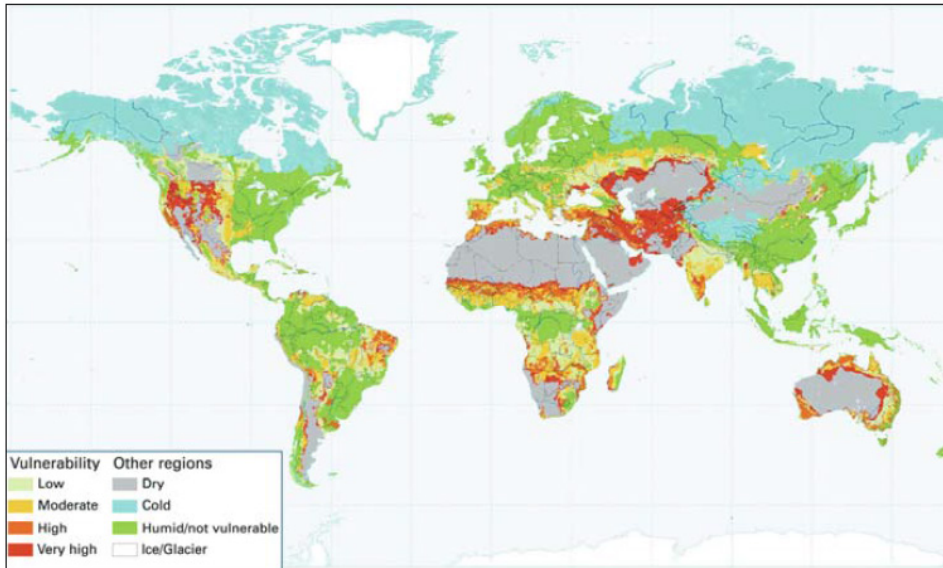 Vulnerability
Low
Moderate
High
Very high
Other regions
Dry
Cold
Humid/not vulnerable
Ice/Glacier